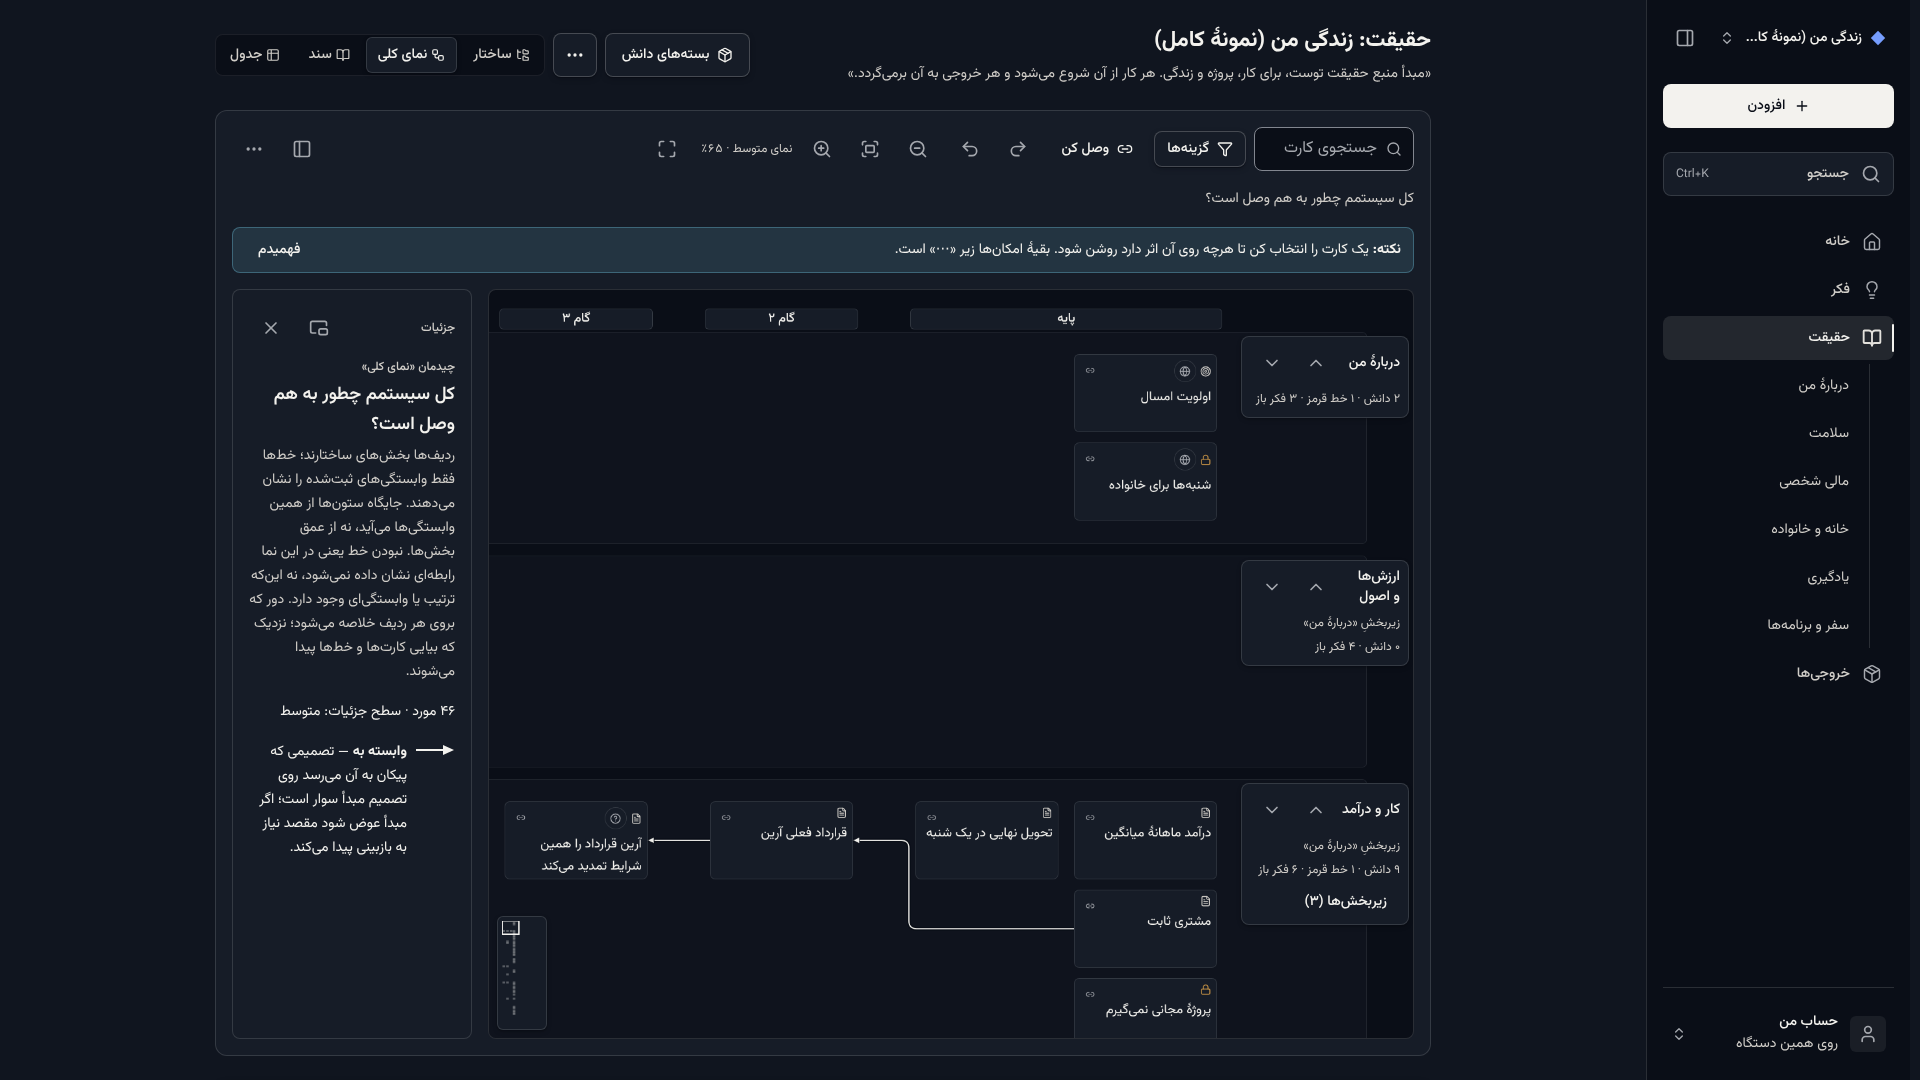 زندگی من (نمونهٔ کا...
افزودن
جستجو
Ctrl+K
خانه
فکر
حقیقت
دربارهٔ من
سلامت
مالی شخصی
خانه و خانواده
یادگیری
سفر و برنامه‌ها
خروجی‌ها
حساب من
روی همین دستگاه
حقیقت: زندگی من (نمونهٔ کامل)
«مبدأ منبع حقیقت توست، برای کار، پروژه و زندگی. هر کار از آن شروع می‌شود و هر خروجی به آن برمی‌گردد.»
بسته‌های دانش
ساختار
نمای کلی
سند
جدول
جستجوی کارت
گزینه‌ها
وصل کن
نمای متوسط · ۶۵٪
کل سیستمم چطور به هم وصل است؟
نکته: یک کارت را انتخاب کن تا هرچه روی آن اثر دارد روشن شود. بقیهٔ امکان‌ها زیر «···» است.
فهمیدم
پایه
گام ۲
گام ۳
دربارهٔ من
۲ دانش · ۱ خط قرمز · ۳ فکر باز
اولویت امسال
شنبه‌ها برای خانواده
ارزش‌ها
و اصول
زیربخش «دربارهٔ من»
۰ دانش · ۴ فکر باز
کار و درآمد
زیربخش «دربارهٔ من»
۹ دانش · ۱ خط قرمز · ۶ فکر باز
زیربخش‌ها (۳)
درآمد ماهانهٔ میانگین
تحویل نهایی در یک شنبه
قرارداد فعلی آرین
آرین قرارداد را همین
شرایط تمدید می‌کند
مشتری ثابت
پروژهٔ مجانی نمی‌گیرم
جزئیات
چیدمان «نمای کلی»
کل سیستمم چطور به هم
وصل است؟
ردیف‌ها بخش‌های ساختارند؛ خط‌ها
فقط وابستگی‌های ثبت‌شده را نشان
می‌دهند. جایگاه ستون‌ها از همین
وابستگی‌ها می‌آید، نه از عمق
بخش‌ها. نبودن خط یعنی در این نما
رابطه‌ای نشان داده نمی‌شود، نه این‌که
ترتیب یا وابستگی‌ای وجود دارد. دور که
بروی هر ردیف خلاصه می‌شود؛ نزدیک
که بیایی کارت‌ها و خط‌ها پیدا
می‌شوند.
۴۶ مورد · سطح جزئیات: متوسط
وابسته به — تصمیمی که
پیکان به آن می‌رسد روی
تصمیم مبدأ سوار است؛ اگر
مبدأ عوض شود مقصد نیاز
به بازبینی پیدا می‌کند.